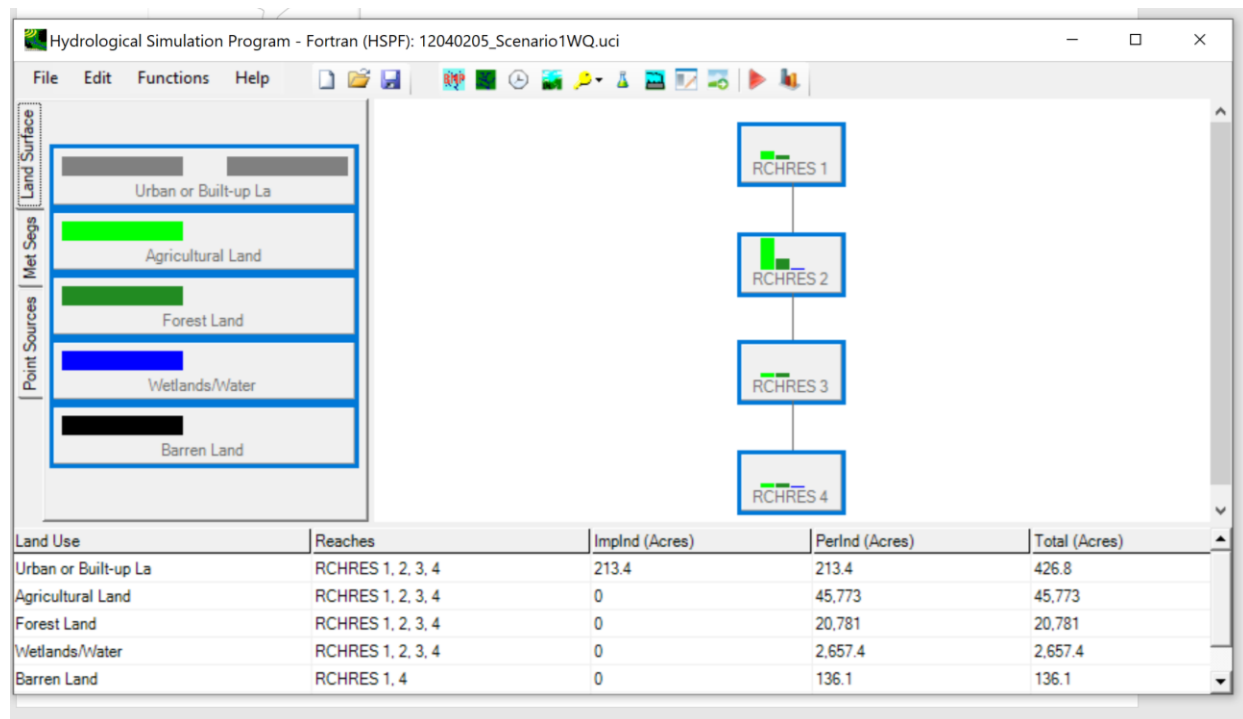 Hydrological Simulation Program - Fortran (HSPF): 12040205_Scenario1WQ.uci
File Edit Functions Help
Land Surface
Met Segs
Point Sources
Urban or Built-up La
Agricultural Land
Forest Land
Wetlands/Water
Barren Land
RCHRES 1
RCHRES 2
RCHRES 3
RCHRES 4
Land Use Reaches ImpInd (Acres) PerInd (Acres) Total (Acres)
Urban or Built-up La RCHRES 1, 2, 3, 4 213.4 213.4 426.8
Agricultural Land RCHRES 1, 2, 3, 4 0 45,773 45,773
Forest Land RCHRES 1, 2, 3, 4 0 20,781 20,781
Wetlands/Water RCHRES 1, 2, 3, 4 0 2,657.4 2,657.4
Barren Land RCHRES 1, 4 0 136.1 136.1